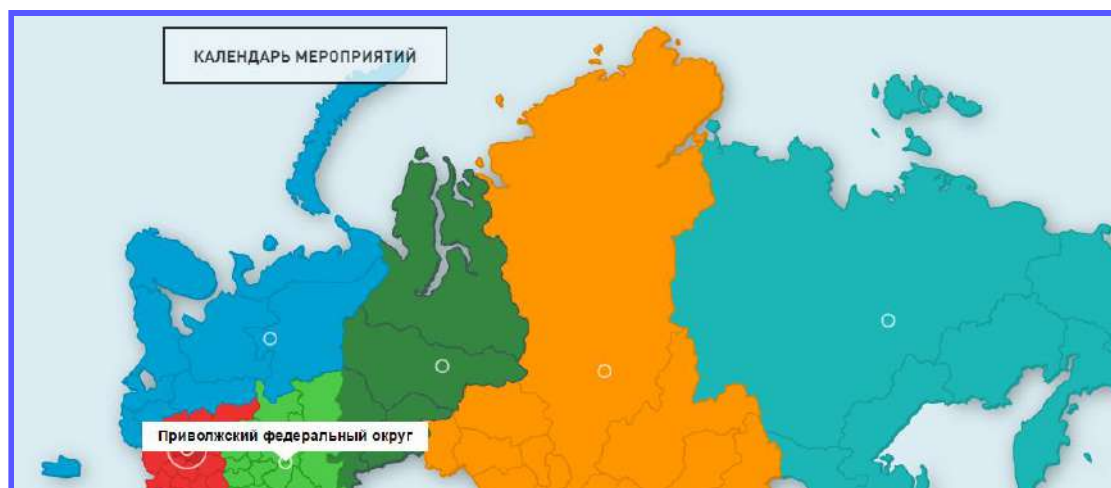 КАЛЕНДАРЬ МЕРОПРИЯТИЙ
Приволжский федеральный округ